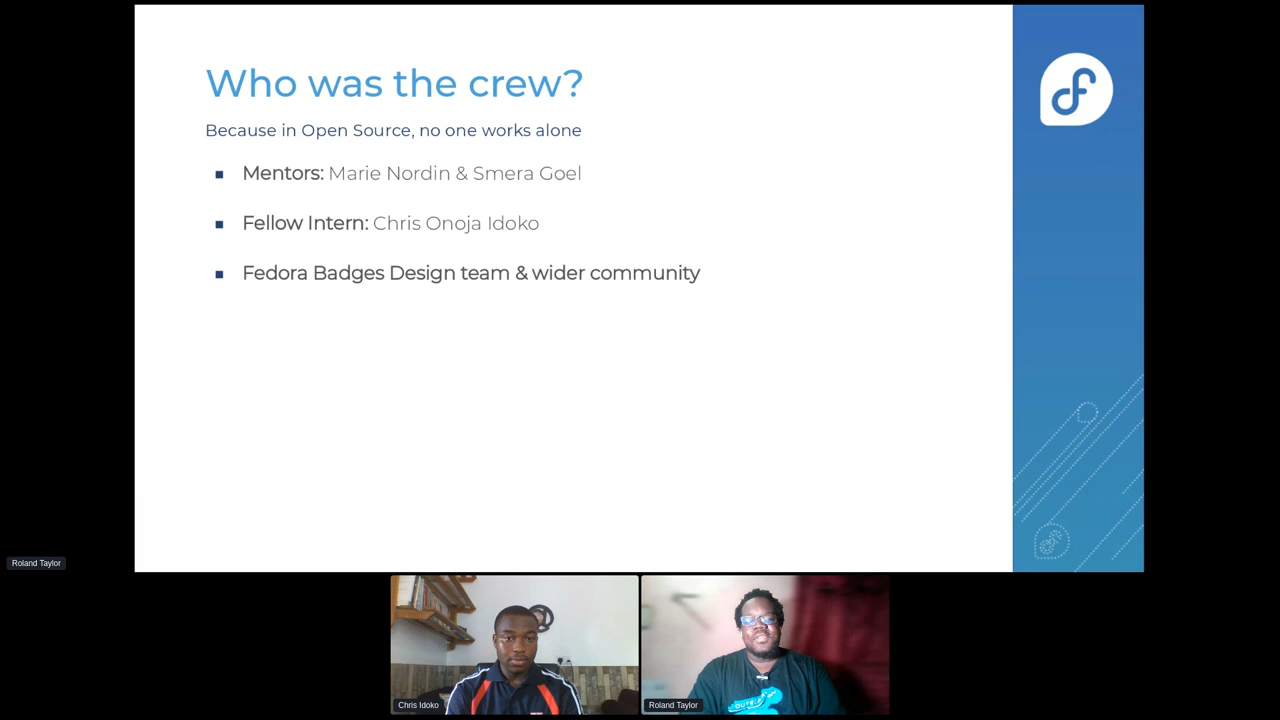 Who was the crew?
Because in Open Source, no one works alone
Mentors: Marie Nordin & Smera Goel
Fellow Intern: Chris Onoja Idoko
Fedora Badges Design team & wider community
Roland Taylor
Chris Idoko
Roland Taylor